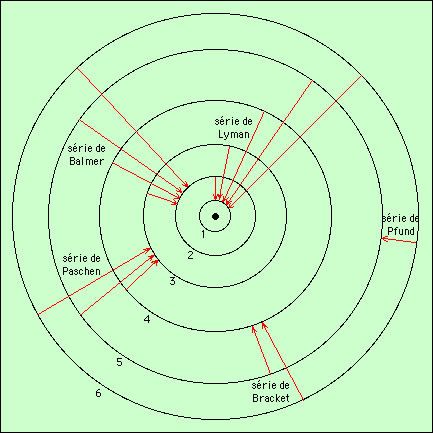 série de
Lyman
série de
Balmer
série de
Pfund
1
2
série de
Paschen
3
4
5
6
série de
Bracket